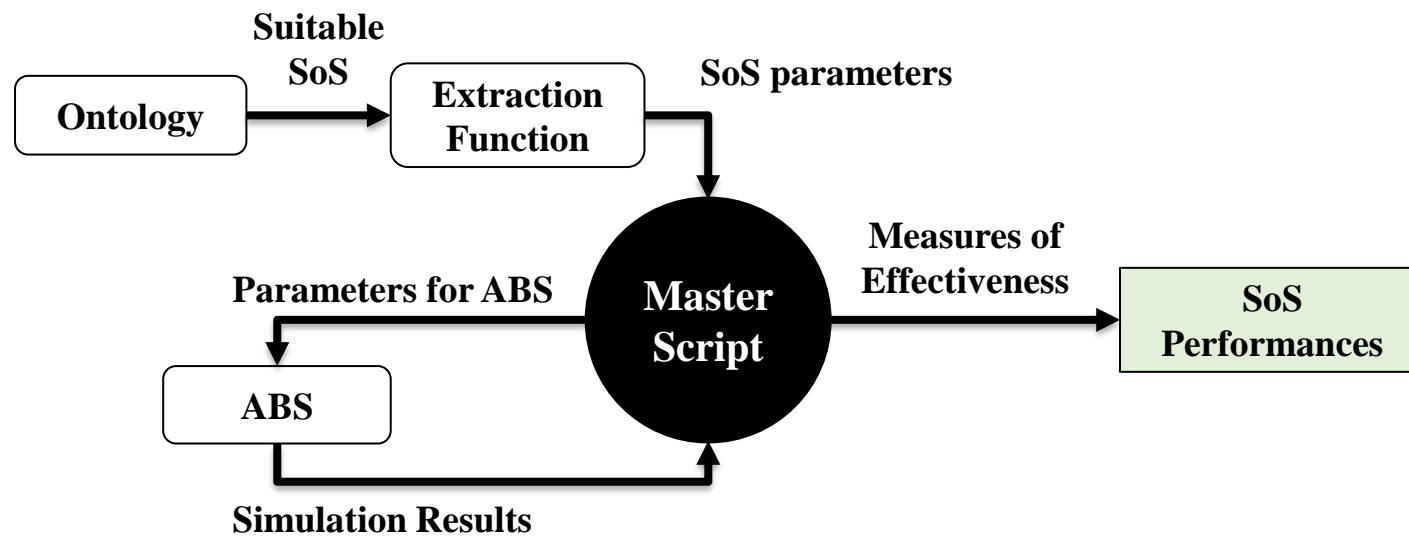 Suitable
SoS
SoS parameters
Ontology
Extraction
Function
Measures of
Effectiveness
Parameters for ABS
Master
Script
SoS
Performances
ABS
Simulation Results